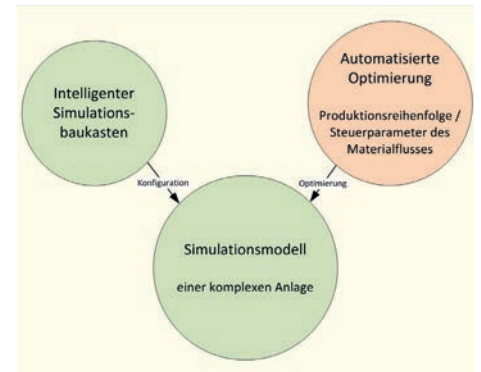 Intelligenter
Simulations-
baukasten
Automatisierte
Optimierung
Produktionsreihenfolge /
Steuerparameter des
Materialflusses
Konfiguration
Optimierung
Simulationsmodell
einer komplexen Anlage